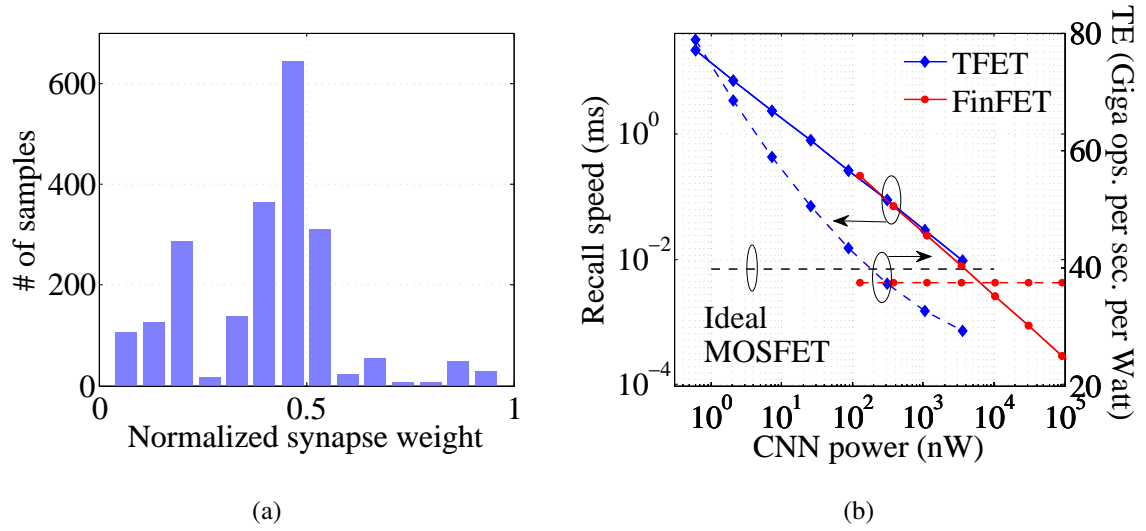 600
400
200
0
0
0.5
1
# of samples
Normalized synapse weight
(a)
TFET
FinFET
Ideal
MOSFET
10^0
10^−2
10^−4
Recall speed (ms)
80
60
40
20
TE (Giga ops. per sec. per Watt)
10^0
10^1
10^2
10^3
10^4
10^5
CNN power (nW)
(b)